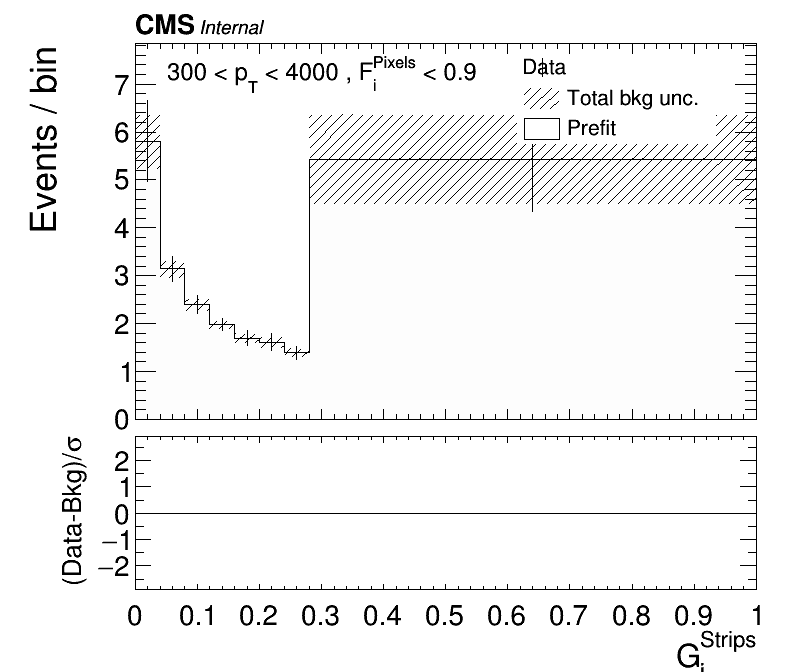 CMS Internal
300 < p_T < 4000 , F_i^Pixels < 0.9
Data
Total bkg unc.
Prefit
Events / bin
7
6
5
4
3
2
1
0
(Data-Bkg)/σ
2
1
0
−1
−2
0 0.1 0.2 0.3 0.4 0.5 0.6 0.7 0.8 0.9 1
G_i^Strips